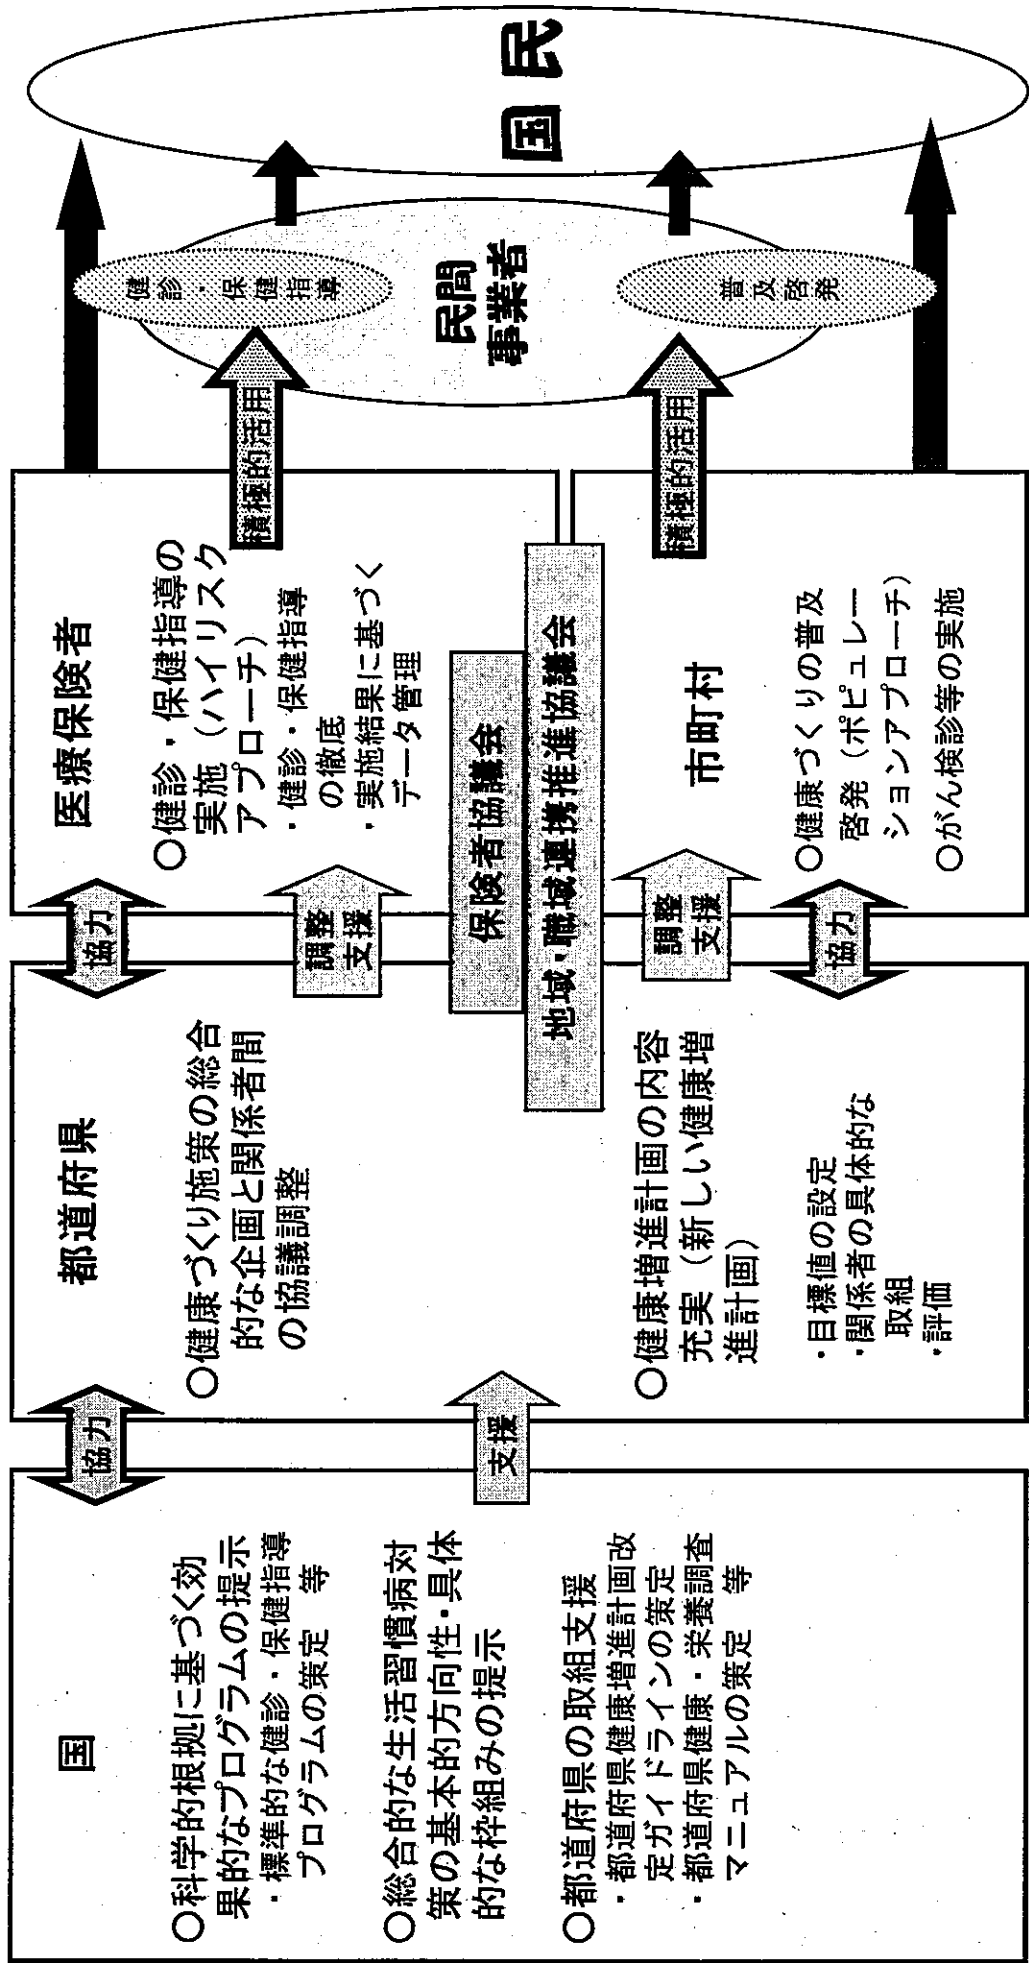 国
○科学的根拠に基づく効
果的なプログラムの提示
・標準的な健診・保健指導
プログラムの策定　等
○総合的な生活習慣病対
策の基本的方向性・具体
的な枠組みの提示
○都道府県の取組支援
・都道府県健康増進計画改
定ガイドラインの策定
・都道府県健康・栄養調査
マニュアルの策定　等
協力
支援
都道府県
○健康づくり施策の総合
的な企画と関係者間
の協議調整
○健康増進計画の内容
充実（新しい健康増
進計画）
・目標値の設定
・関係者の具体的な
取組
・評価
協力
調整
支援
保険者協議会
地域・職域連携推進協議会
調整
支援
協力
医療保険者
○健診・保健指導の
実施（ハイリスク
アプローチ）
・健診・保健指導
の徹底
・実施結果に基づく
データ管理
市町村
○健康づくりの普及
啓発（ポピュレー
ションアプローチ）
○がん検診等の実施
積極的活用
積極的活用
健診・保健指導
民間
事業者
普及啓発
国民